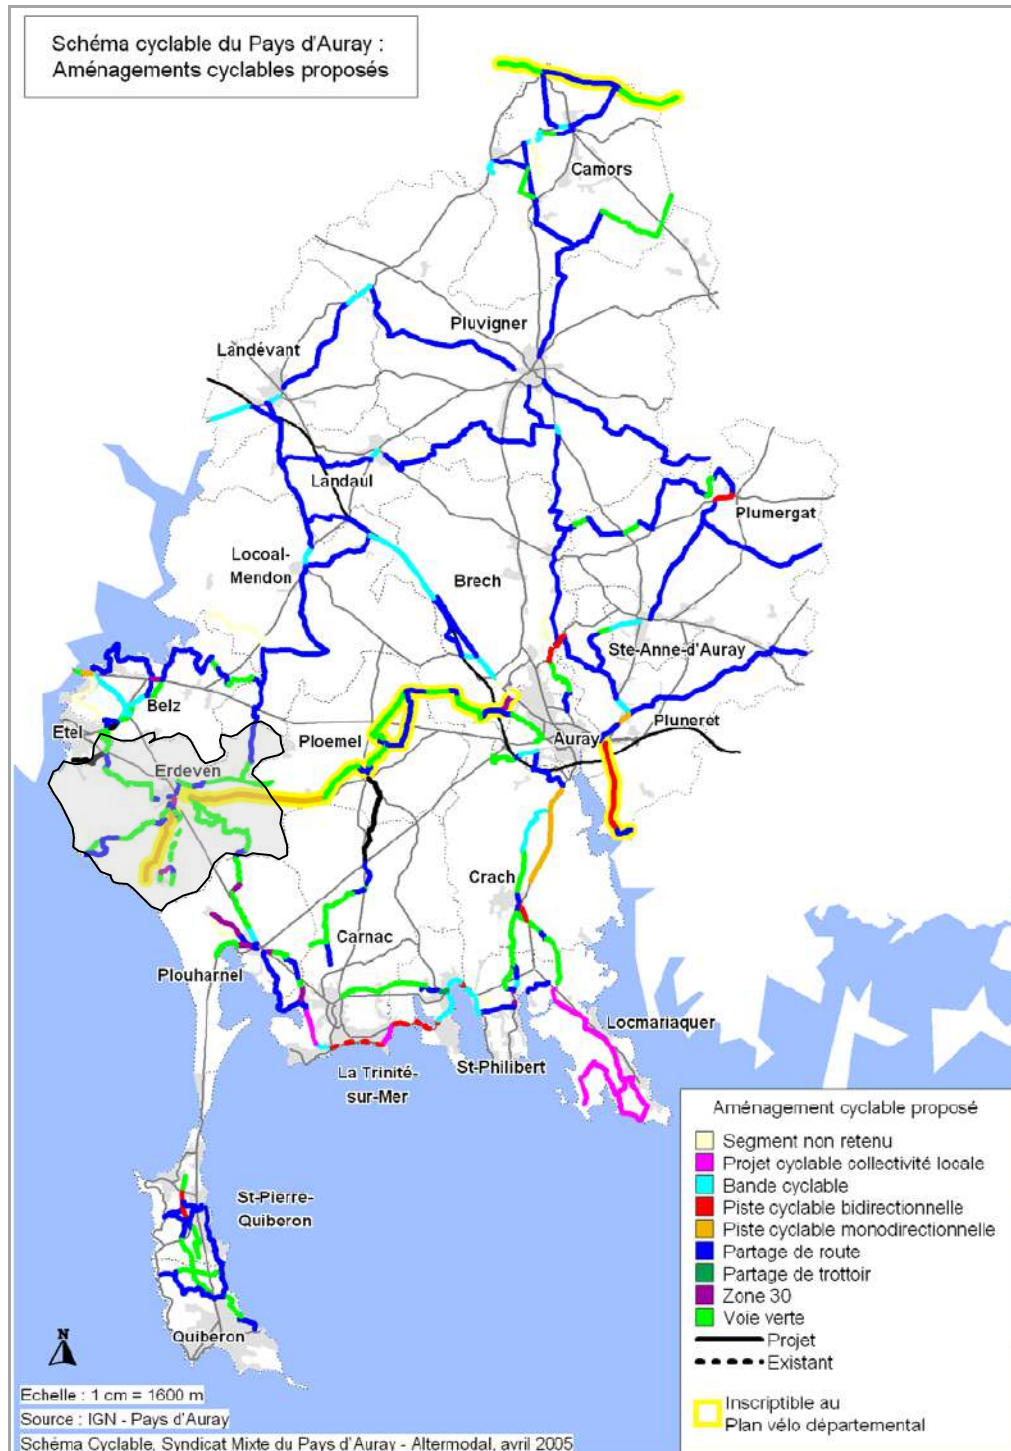 Schéma cyclable du Pays d'Auray :
Aménagements cyclables proposés
Camors
Pluvigner
Landévant
Landaul
Plumergat
Locoal-
Mendon
Brech
Ste-Anne-d'Auray
Belz
Etel
Pluneret
Auray
Ploemel
Erdeven
Crach
Carnac
Plouharnel
Locmariaquer
St-Philibert
La Trinité-
sur-Mer
St-Pierre-
Quiberon
Quiberon
N
Aménagement cyclable proposé
Segment non retenu
Projet cyclable collectivité locale
Bande cyclable
Piste cyclable bidirectionnelle
Piste cyclable monodirectionnelle
Partage de route
Partage de trottoir
Zone 30
Voie verte
Projet
Existant
Inscriptible au
Plan vélo départemental
Echelle : 1 cm = 1600 m
Source : IGN - Pays d'Auray
Schéma Cyclable, Syndicat Mixte du Pays d'Auray - Altermodal, avril 2005